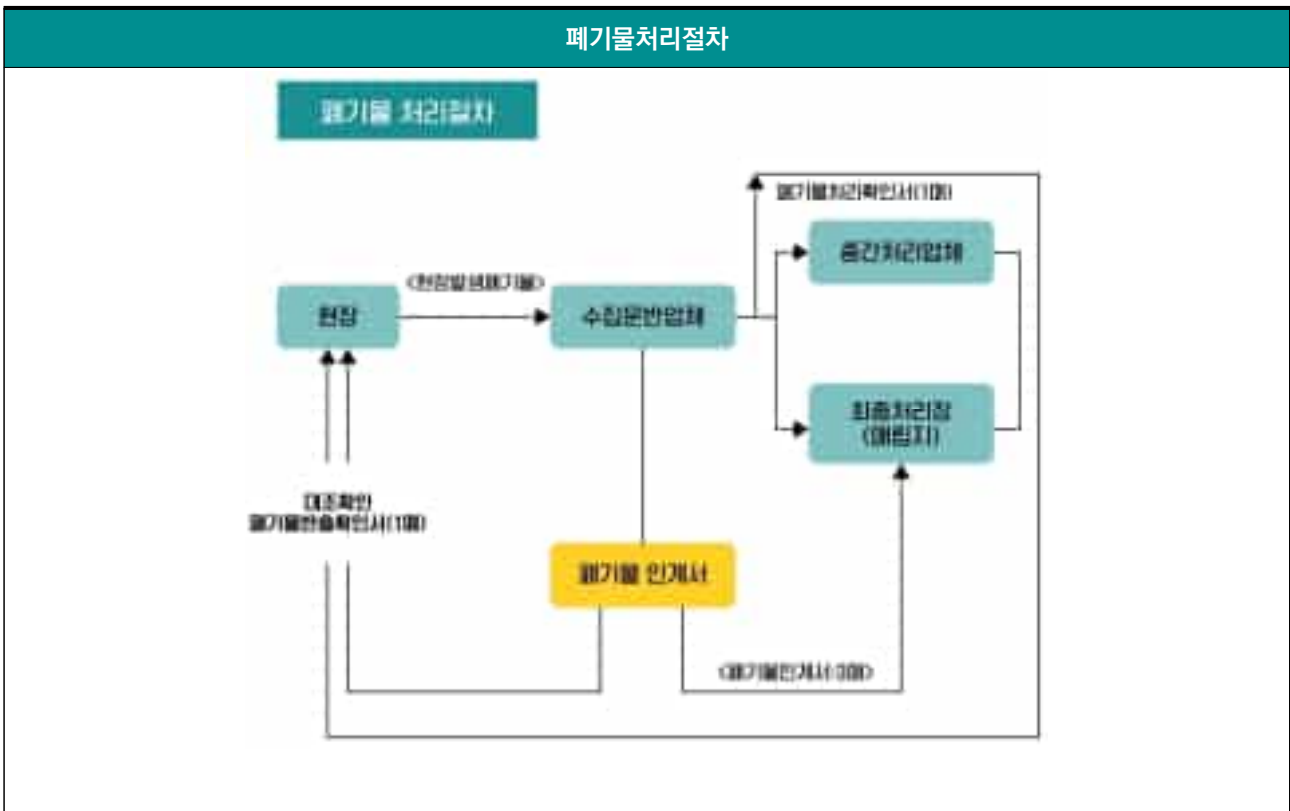 폐기물처리절차
폐기물 처리절차
폐기물처리확인서(1매)
중간처리업체
<현장발생폐기물>
현장
수집운반업체
최종처리장
(매립지)
대조확인
폐기물반출확인서(1매)
폐기물 인계서
<폐기물인계서